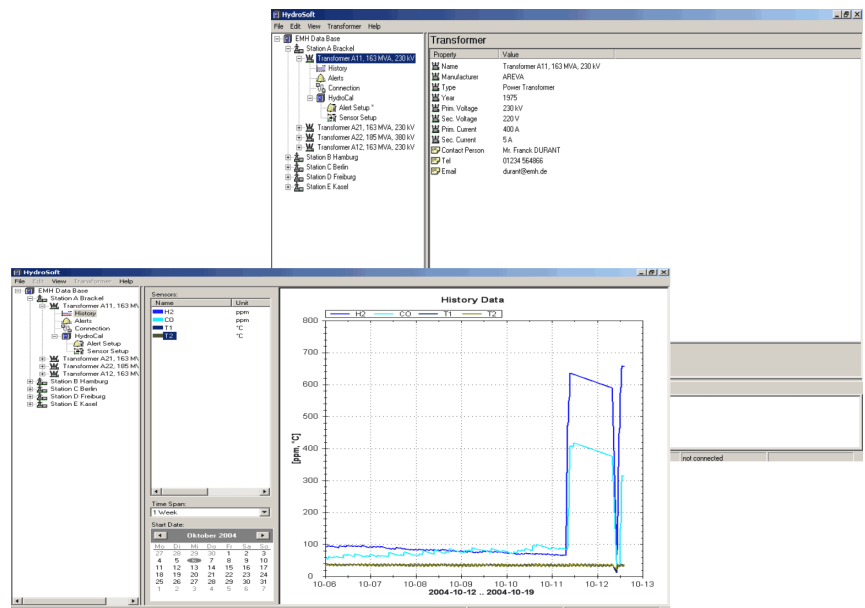 HydroSoft
File Edit View Transformer Help
EMH Data Base
Station A Brackel
Transformer A11, 163 MVA, 230 kV
History
Alerts
Connection
HydroCal
Alert Setup *
Sensor Setup
Transformer A21, 163 MVA, 230 kV
Transformer A22, 185 MVA, 380 kV
Transformer A12, 163 MVA, 230 kV
Station B Hamburg
Station C Berlin
Station D Freiburg
Station E Kasel
Transformer
Property Value
Name Transformer A11, 163 MVA, 230 kV
Manufacturer AREVA
Type Power Transformer
Year 1975
Prim. Voltage 230 kV
Sec. Voltage 220 V
Prim. Current 400 A
Sec. Current 5 A
Contact Person Mr. Franck DURANT
Tel 01234 564866
Email durant@emh.de
not connected
HydroSoft
File Edit View Transformer Help
EMH Data Base
Station A Brackel
Transformer A11, 163 M
History
Alerts
Connection
HydroCal
Alert Setup
Sensor Setup
Transformer A21, 163 M
Transformer A22, 185 M
Transformer A12, 163 M
Station B Hamburg
Station C Berlin
Station D Freiburg
Station E Kasel
Sensors:
Name Unit
H2 ppm
CO ppm
T1 °C
T2 °C
Time Span:
1 Week
Start Date:
Oktober 2004
Mo Di Mi Do Fr Sa So
27 28 29 30 1 2 3
4 5 6 7 8 9 10
11 12 13 14 15 16 17
18 19 20 21 22 23 24
25 26 27 28 29 30 31
1 2 3 4 5 6 7
History Data
H2 CO T1 T2
800
700
600
500
400
300
200
100
0
[ppm, °C]
10-06 10-07 10-08 10-09 10-10 10-11 10-12 10-13
2004-10-12 .. 2004-10-19